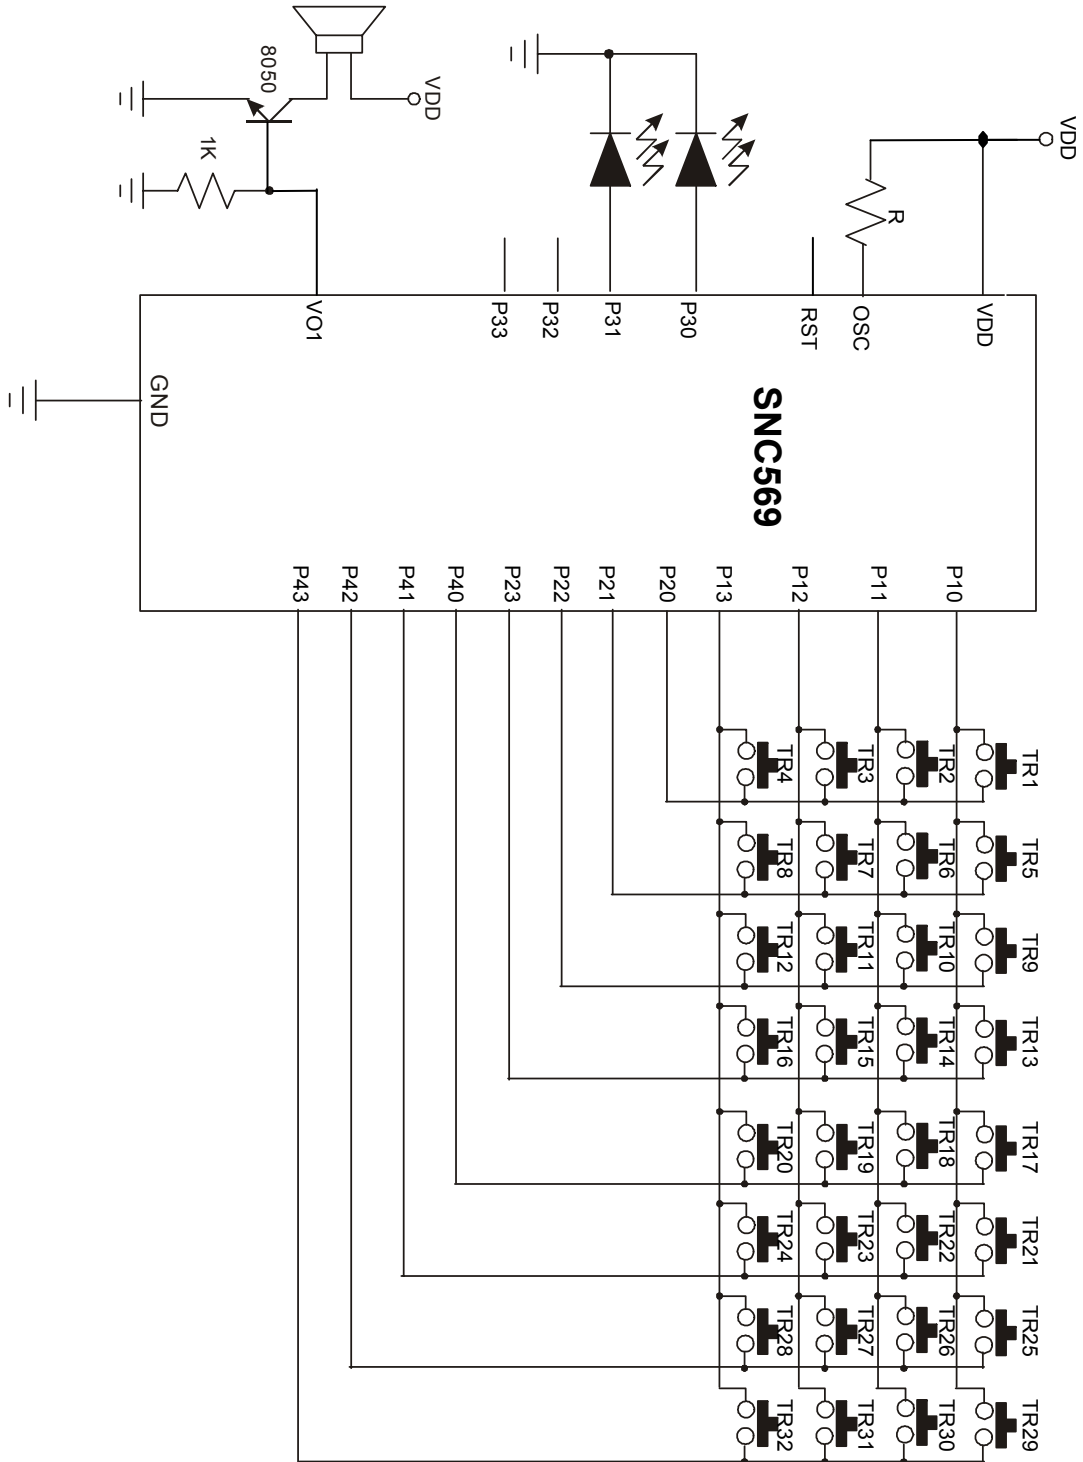 VDD
VDD
8050
1K
R
VO1
P33
P32
P31
P30
RST
OSC
VDD
GND
SNC569
P43
P42
P41
P40
P23
P22
P21
P20
P13
P12
P11
P10
TR4
TR3
TR2
TR1
TR8
TR7
TR6
TR5
TR12
TR11
TR10
TR9
TR16
TR15
TR14
TR13
TR20
TR19
TR18
TR17
TR24
TR23
TR22
TR21
TR28
TR27
TR26
TR25
TR32
TR31
TR30
TR29